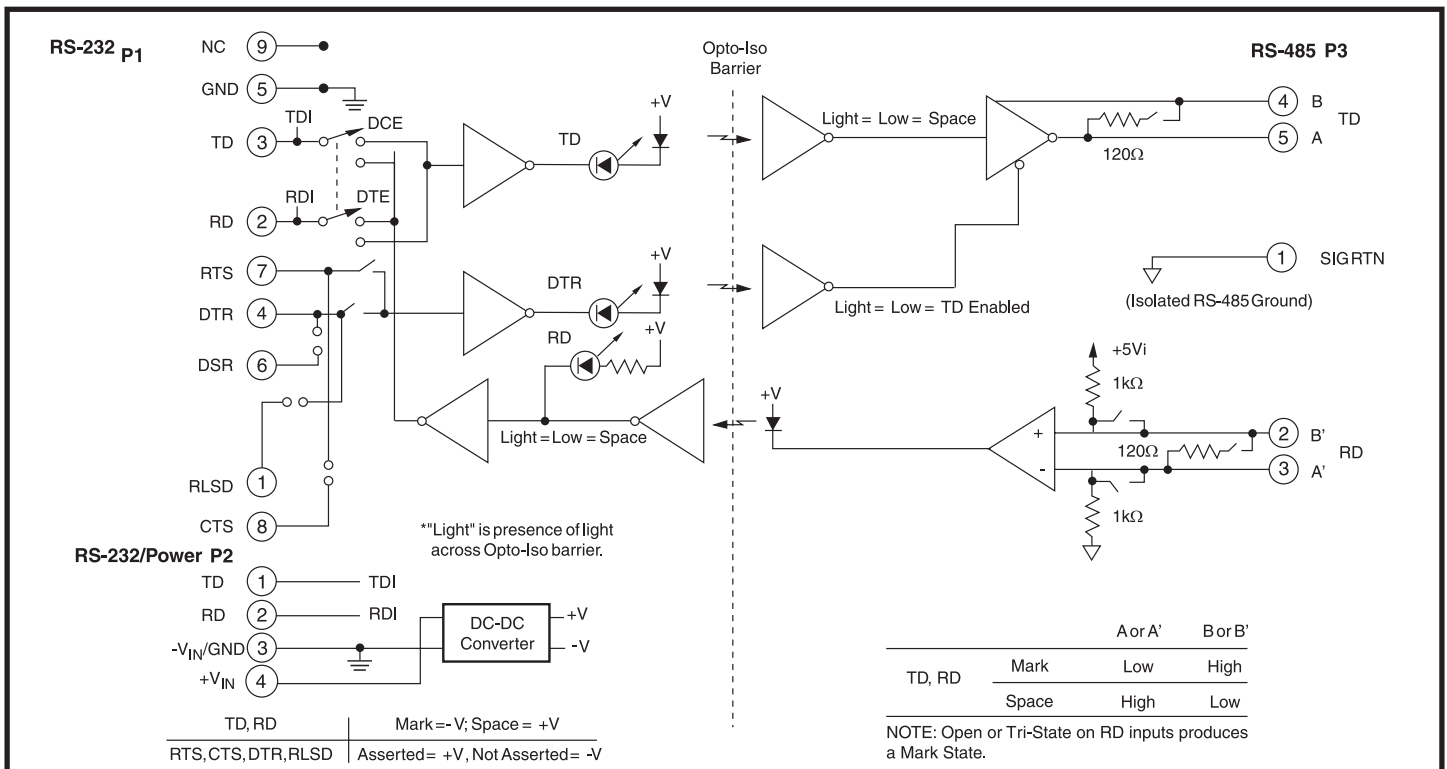 RS-232 P1
NC 9
GND 5
TD 3 TDI DCE
RD 2 RDI DTE
RTS 7
DTR 4
DSR 6
RLSD 1
CTS 8
TD
+V
DTR
+V
RD
+V
Light = Low = Space
*"Light" is presence of light
across Opto-Iso barrier.
Opto-Iso
Barrier
RS-485 P3
Light = Low = Space
4 B
TD
5 A
120Ω
Light = Low = TD Enabled
1 SIGRTN
(Isolated RS-485 Ground)
+V
+5Vi
1kΩ
+
-
120Ω
2 B'
RD
3 A'
1kΩ
RS-232/Power P2
TD 1 TDI
RD 2 RDI
-VIN/GND 3
+VIN 4
DC-DC
Converter
+V
-V
TD, RD Mark = - V; Space = +V
RTS, CTS, DTR, RLSD Asserted = +V, Not Asserted = -V
A or A' B or B'
TD, RD
Mark Low High
Space High Low
NOTE: Open or Tri-State on RD inputs produces
a Mark State.